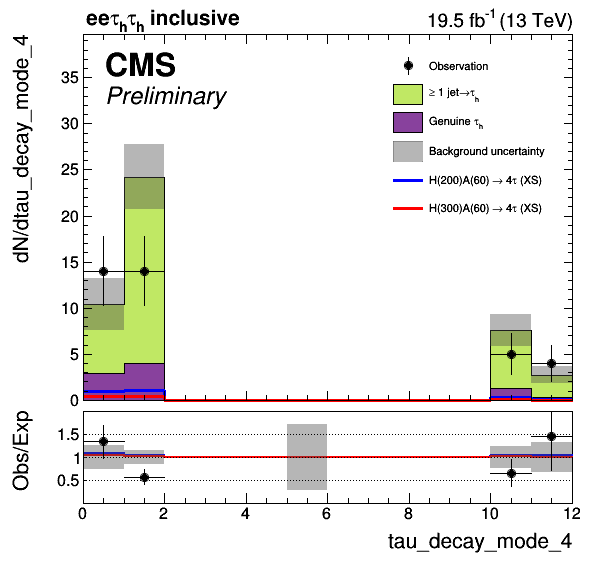 eeτhτh inclusive
19.5 fb-1 (13 TeV)
CMS
Preliminary
Observation
≥ 1 jet→τh
Genuine τh
Background uncertainty
H(200)A(60) → 4τ (XS)
H(300)A(60) → 4τ (XS)
dN/dtau_decay_mode_4
35
30
25
20
15
10
5
0
Obs/Exp
1.5
1
0.5
0 2 4 6 8 10 12
tau_decay_mode_4